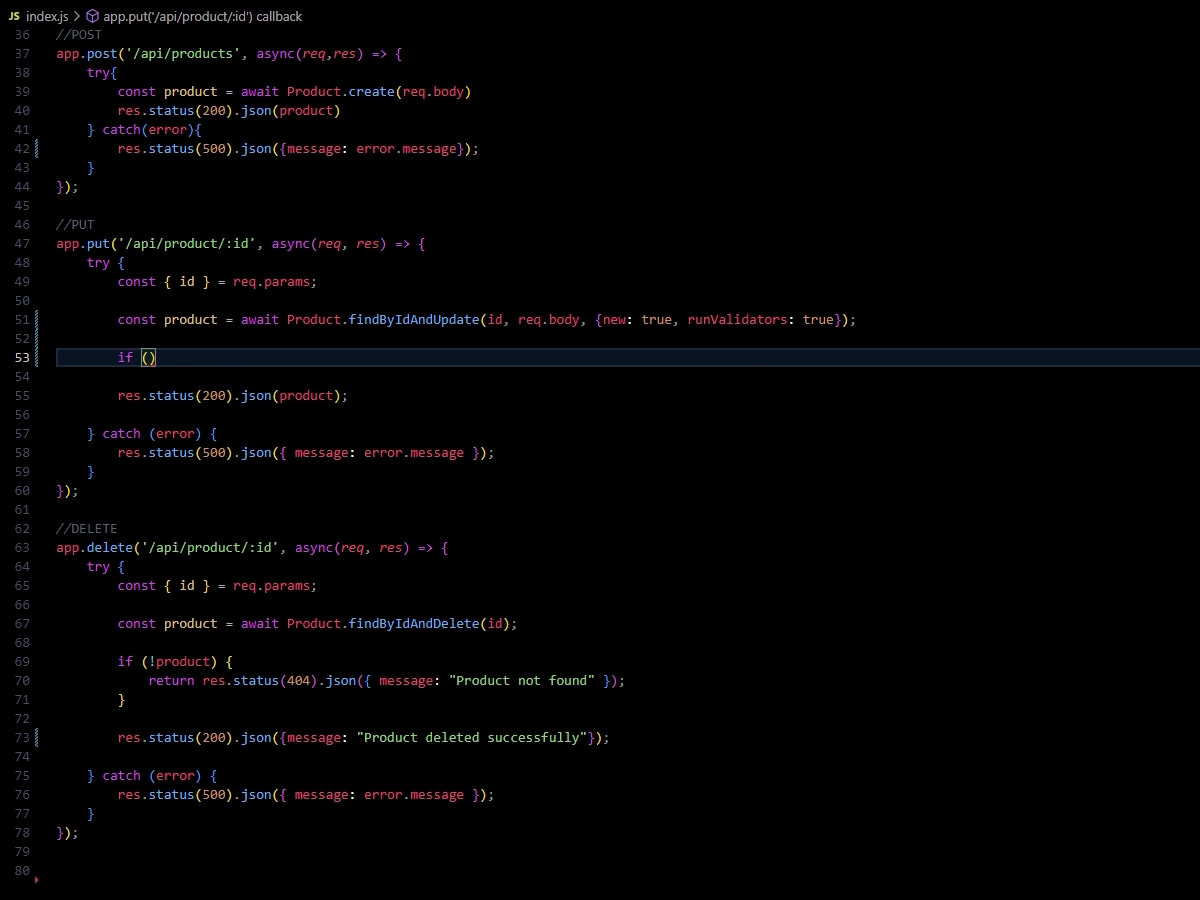 JS index.js > app.put('/api/product/:id') callback
36 //POST
37 app.post('/api/products', async(req,res) => {
38     try{
39         const product = await Product.create(req.body)
40         res.status(200).json(product)
41     } catch(error){
42         res.status(500).json({message: error.message});
43     }
44 });
45
46 //PUT
47 app.put('/api/product/:id', async(req, res) => {
48     try {
49         const { id } = req.params;
50
51         const product = await Product.findByIdAndUpdate(id, req.body, {new: true, runValidators: true});
52
53         if ()
54
55         res.status(200).json(product);
56
57     } catch (error) {
58         res.status(500).json({ message: error.message });
59     }
60 });
61
62 //DELETE
63 app.delete('/api/product/:id', async(req, res) => {
64     try {
65         const { id } = req.params;
66
67         const product = await Product.findByIdAndDelete(id);
68
69         if (!product) {
70             return res.status(404).json({ message: "Product not found" });
71         }
72
73         res.status(200).json({message: "Product deleted successfully"});
74
75     } catch (error) {
76         res.status(500).json({ message: error.message });
77     }
78 });
79
80